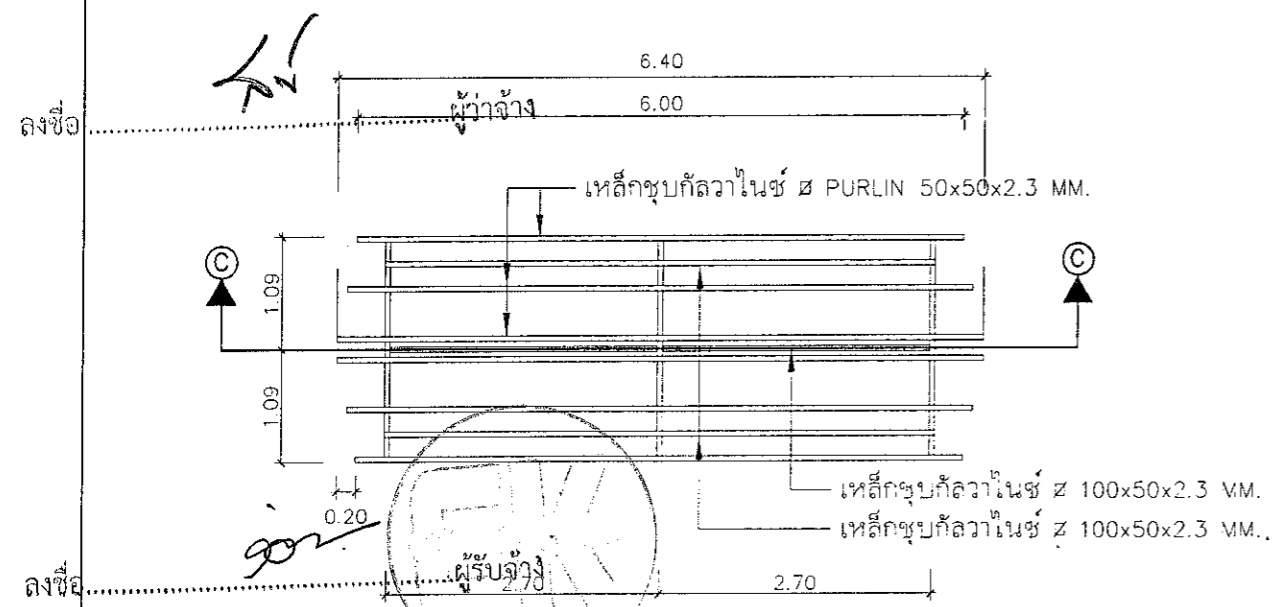 6.40
ลงชื่อ ผู้ว่าจ้าง 6.00
เหล็กชุบกัลวาไนซ์ ⌀ PURLIN 50x50x2.3 MM.
C
C
1.09
1.09
เหล็กชุบกัลวาไนซ์ ⌀ 100x50x2.3 MM.
0.20
เหล็กชุบกัลวาไนซ์ ⌀ 100x50x2.3 MM.
ลงชื่อ ผู้รับจ้าง
2.70
2.70